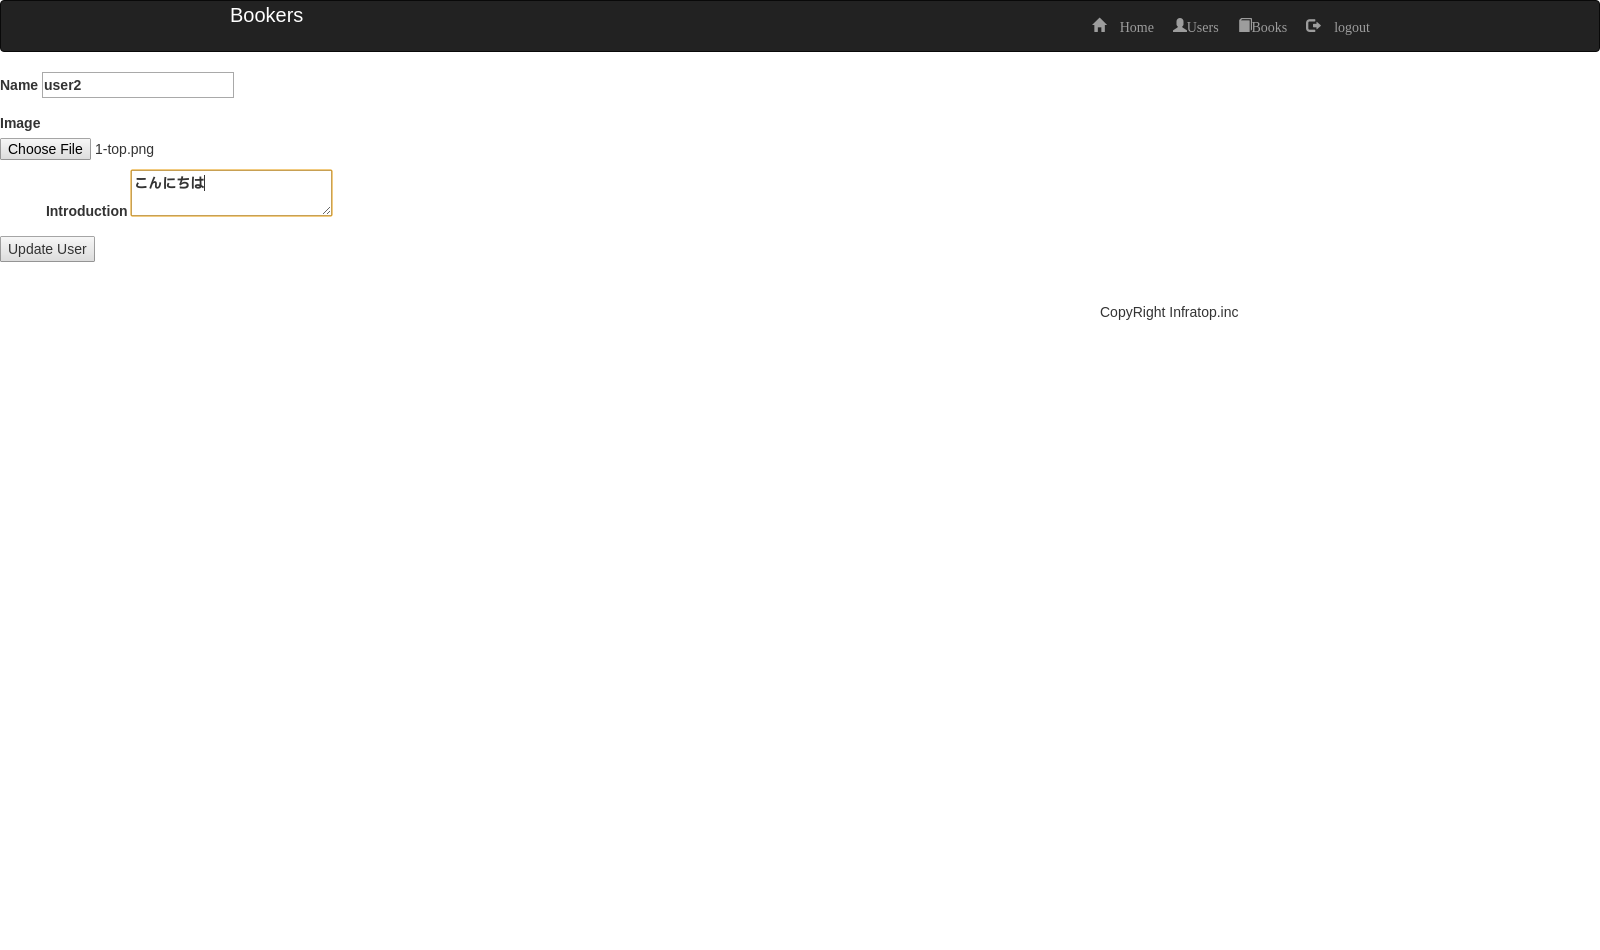 Bookers
Home Users Books logout
Name user2
Image
Choose File 1-top.png
こんにちは
Introduction
Update User
CopyRight Infratop.inc